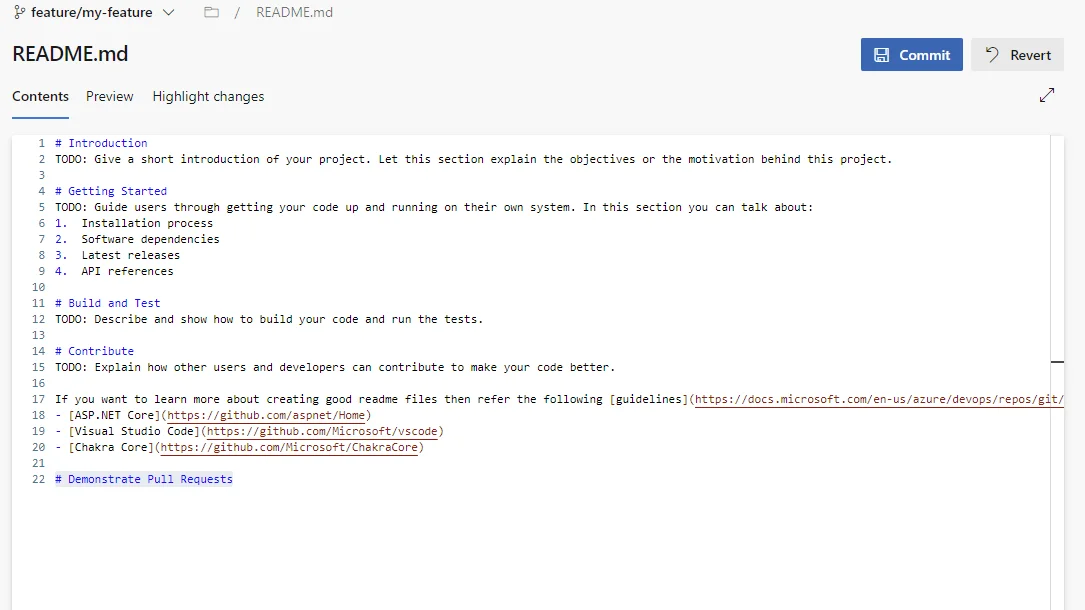 feature/my-feature / README.md
README.md
Commit Revert
Contents Preview Highlight changes
1 # Introduction
2 TODO: Give a short introduction of your project. Let this section explain the objectives or the motivation behind this project.
3
4 # Getting Started
5 TODO: Guide users through getting your code up and running on their own system. In this section you can talk about:
6 1. Installation process
7 2. Software dependencies
8 3. Latest releases
9 4. API references
10
11 # Build and Test
12 TODO: Describe and show how to build your code and run the tests.
13
14 # Contribute
15 TODO: Explain how other users and developers can contribute to make your code better.
16
17 If you want to learn more about creating good readme files then refer the following [guidelines](https://docs.microsoft.com/en-us/azure/devops/repos/git/
18 - [ASP.NET Core](https://github.com/aspnet/Home)
19 - [Visual Studio Code](https://github.com/Microsoft/vscode)
20 - [Chakra Core](https://github.com/Microsoft/ChakraCore)
21
22 # Demonstrate Pull Requests